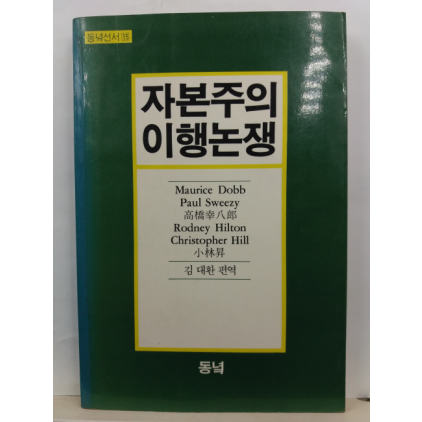 동녘선서 15
자본주의
이행논쟁
Maurice Dobb
Paul Sweezy
高橋幸八郎
Rodney Hilton
Christopher Hill
小林昇
김 대환 편역
동녘